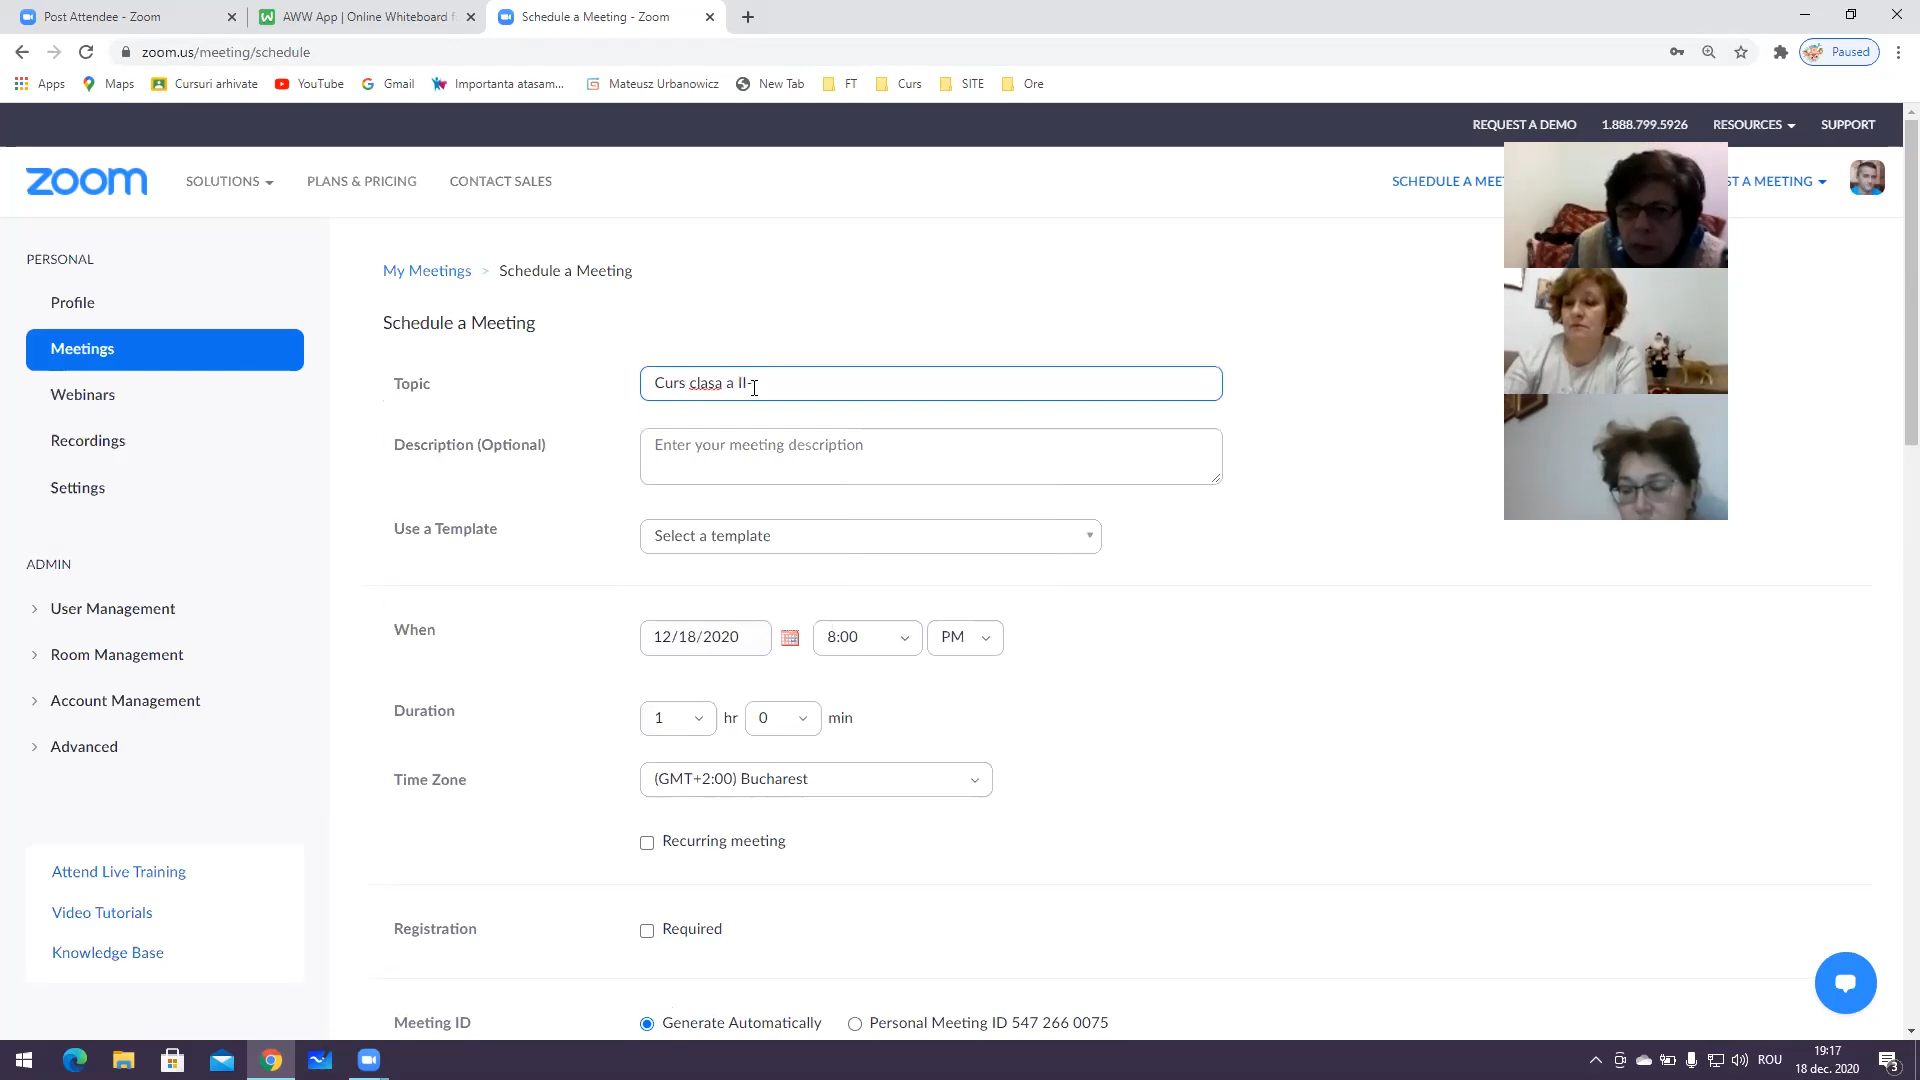 Post Attendee - Zoom
AWW App | Online Whiteboard f
Schedule a Meeting - Zoom
zoom.us/meeting/schedule
Paused
Apps
Maps
Cursuri arhivate
YouTube
Gmail
Importanta atasam...
Mateusz Urbanowicz
New Tab
FT
Curs
SITE
Ore
REQUEST A DEMO
1.888.799.5926
RESOURCES
SUPPORT
zoom
SOLUTIONS
PLANS & PRICING
CONTACT SALES
SCHEDULE A MEET
ST A MEETING
PERSONAL
Profile
Meetings
Webinars
Recordings
Settings
ADMIN
User Management
Room Management
Account Management
Advanced
Attend Live Training
Video Tutorials
Knowledge Base
My Meetings > Schedule a Meeting
Schedule a Meeting
Topic
Curs clasa a II-
Description (Optional)
Enter your meeting description
Use a Template
Select a template
When
12/18/2020
8:00
PM
Duration
1
hr
0
min
Time Zone
(GMT+2:00) Bucharest
Recurring meeting
Registration
Required
Meeting ID
Generate Automatically
Personal Meeting ID 547 266 0075
ROU
19:17
18 dec. 2020
3